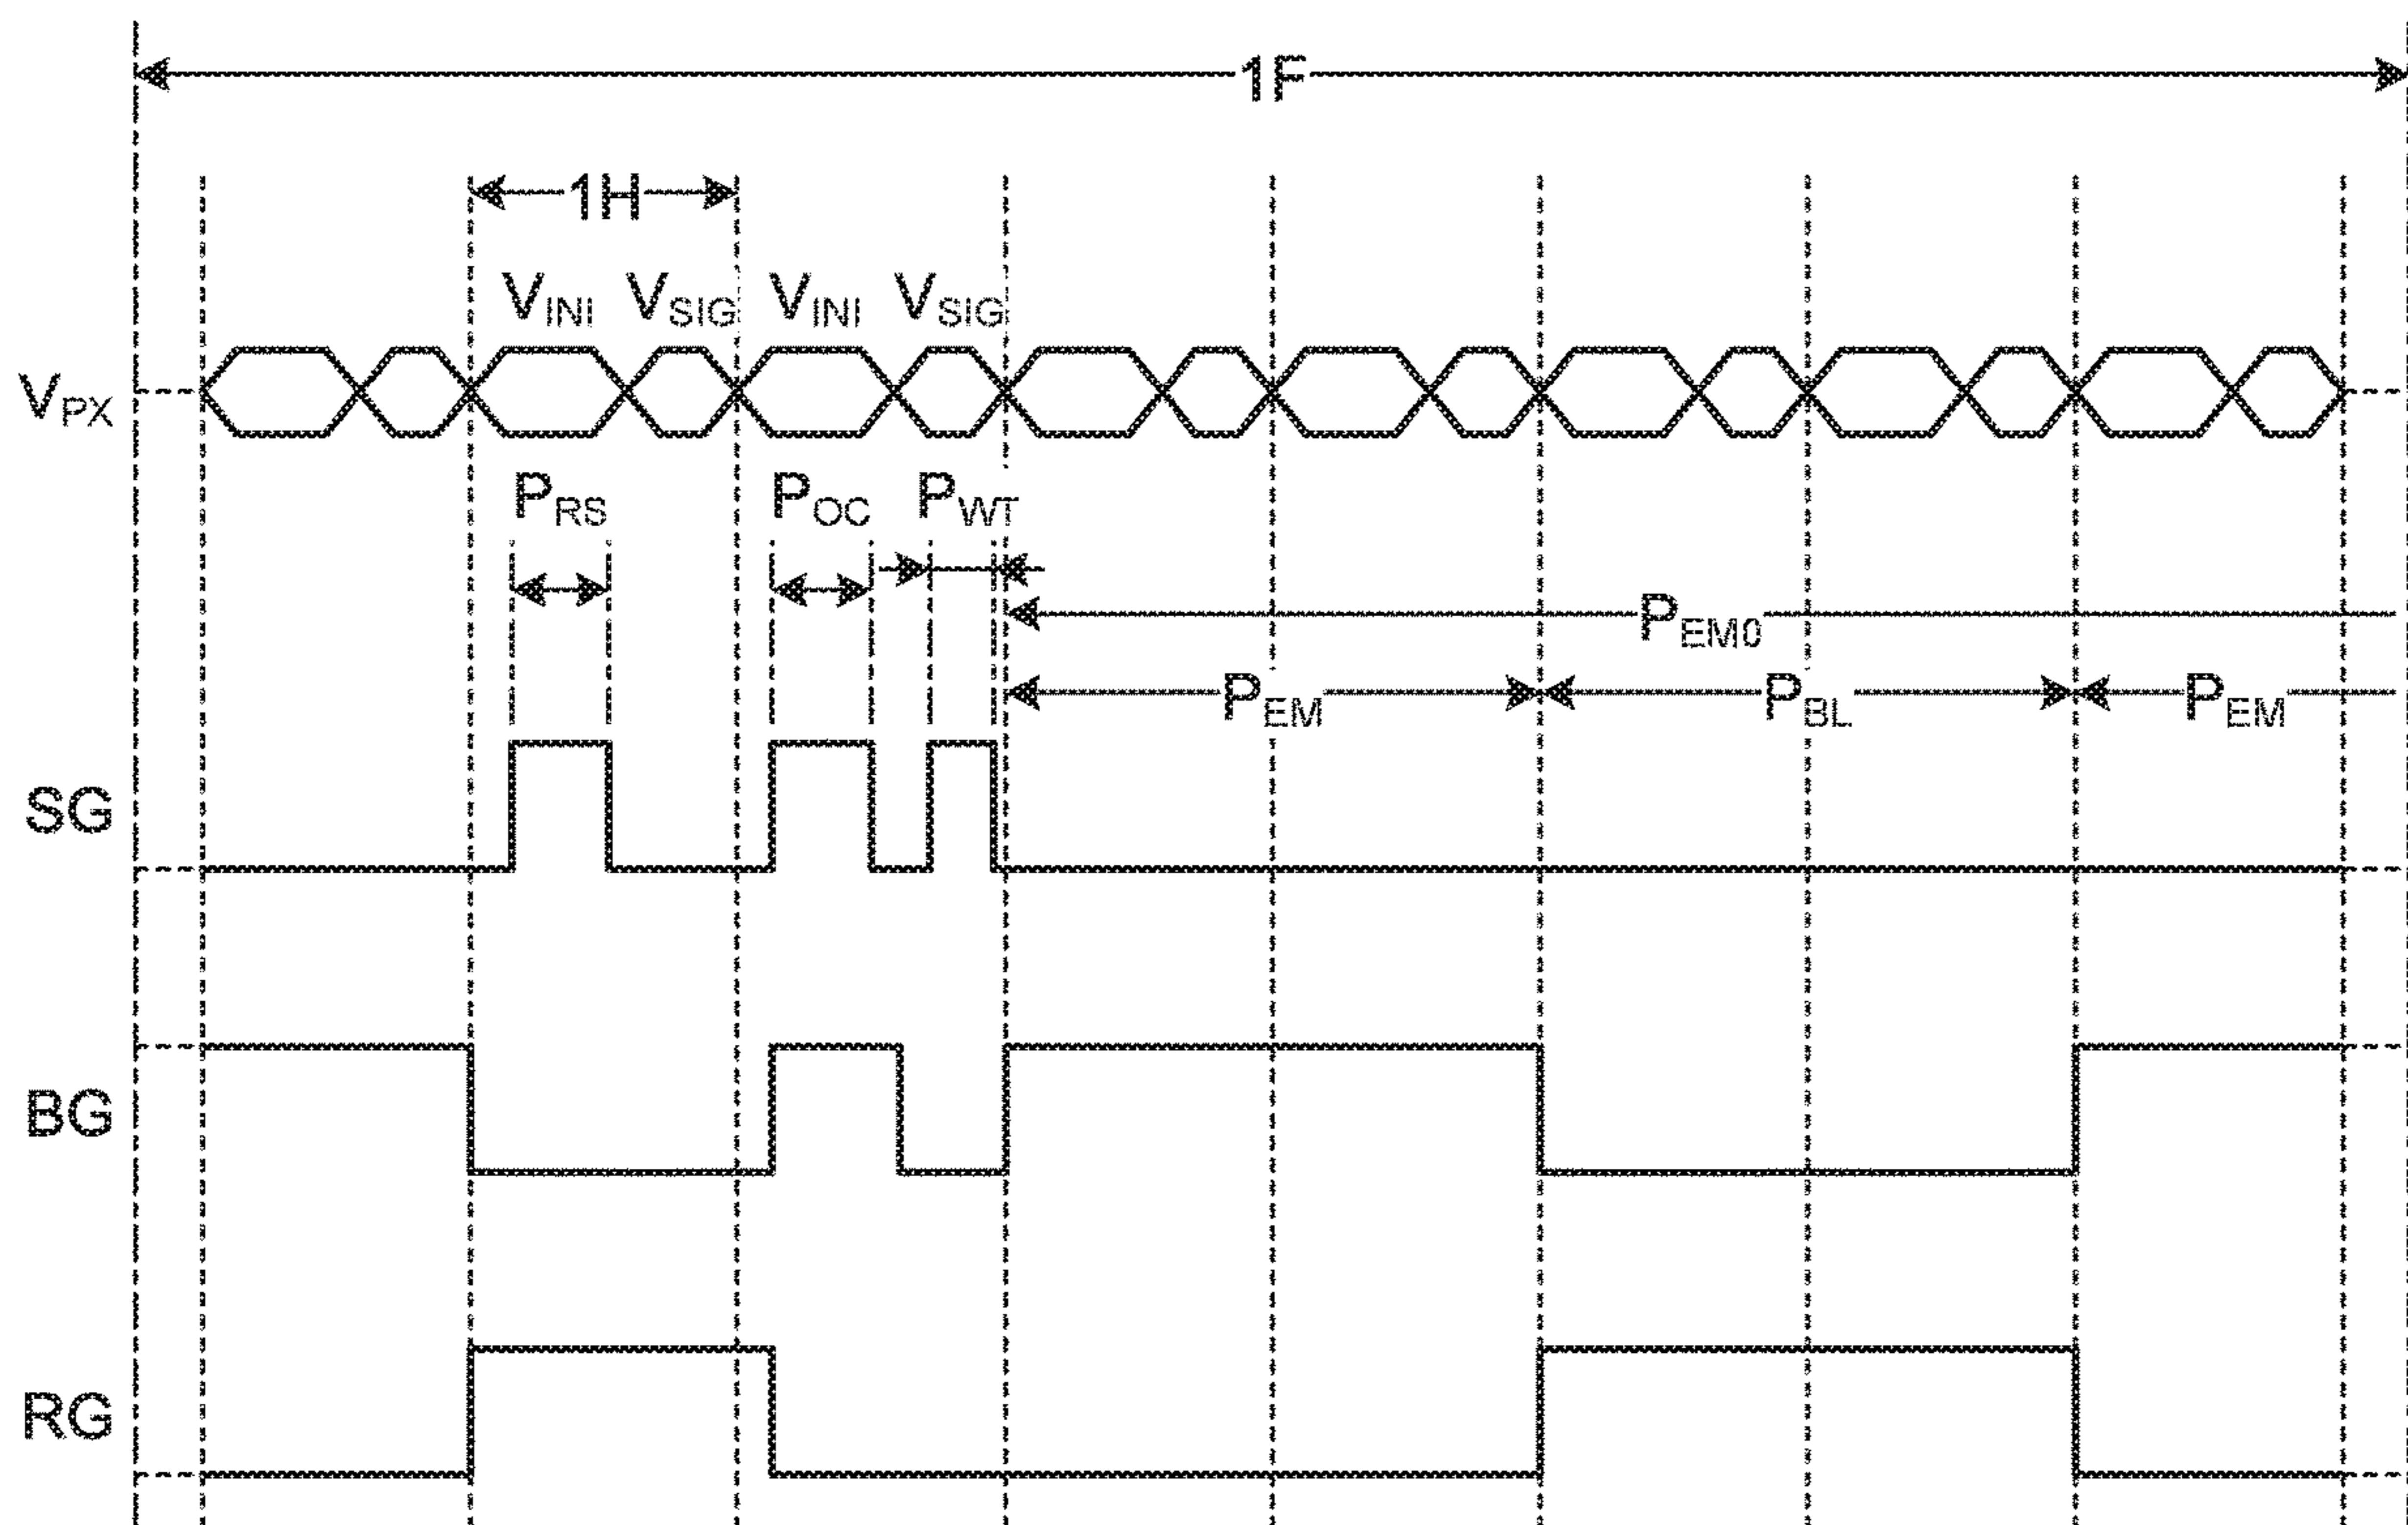 1F
1H
VINI VSIG VINI VSIG
VPX
PRS POC PWT
PEM0
PEM PBL PEM
SG
BG
RG